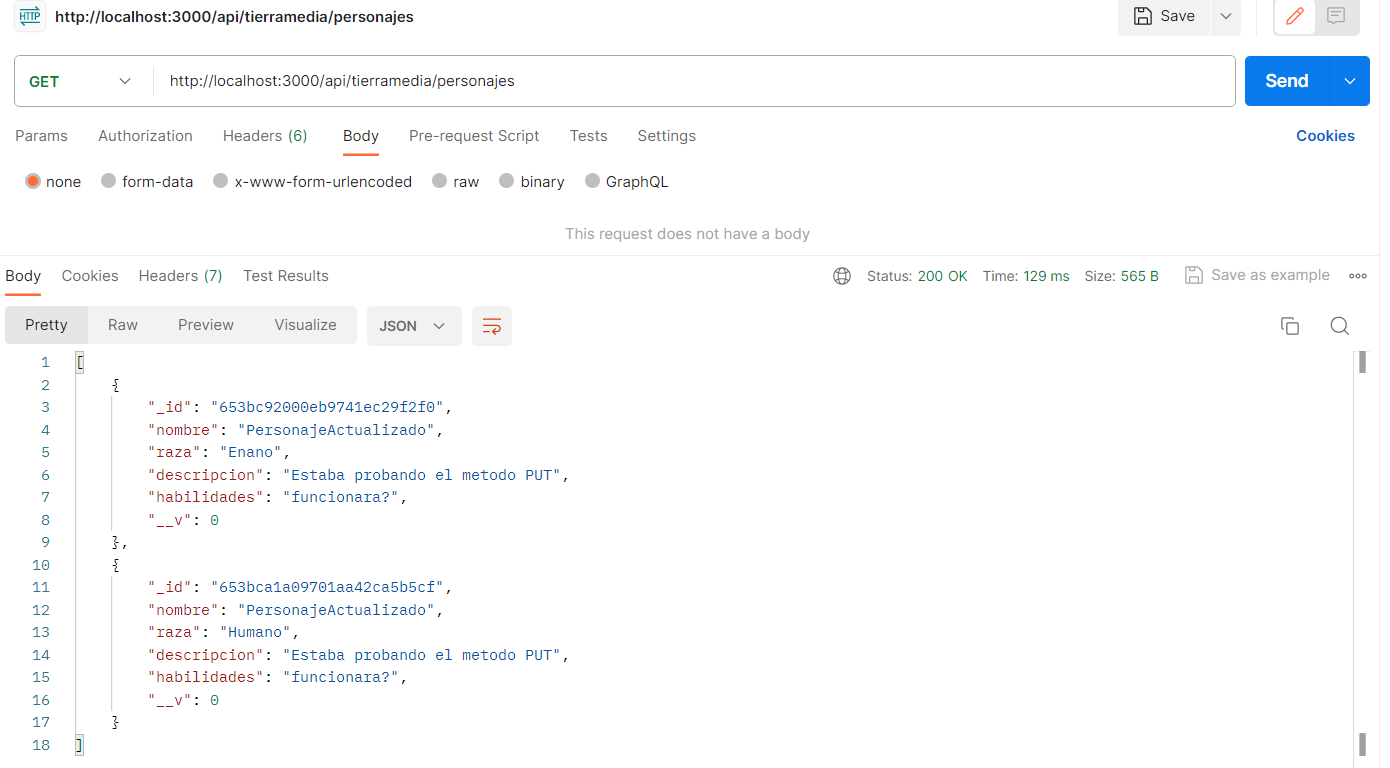 HTTP http://localhost:3000/api/tierramedia/personajes Save
GET http://localhost:3000/api/tierramedia/personajes Send
Params Authorization Headers (6) Body Pre-request Script Tests Settings Cookies
none form-data x-www-form-urlencoded raw binary GraphQL
This request does not have a body
Body Cookies Headers (7) Test Results Status: 200 OK Time: 129 ms Size: 565 B Save as example
Pretty Raw Preview Visualize JSON
1 [
2 {
3 "_id": "653bc92000eb9741ec29f2f0",
4 "nombre": "PersonajeActualizado",
5 "raza": "Enano",
6 "descripcion": "Estaba probando el metodo PUT",
7 "habilidades": "funcionara?",
8 "__v": 0
9 },
10 {
11 "_id": "653bca1a09701aa42ca5b5cf",
12 "nombre": "PersonajeActualizado",
13 "raza": "Humano",
14 "descripcion": "Estaba probando el metodo PUT",
15 "habilidades": "funcionara?",
16 "__v": 0
17 }
18 ]